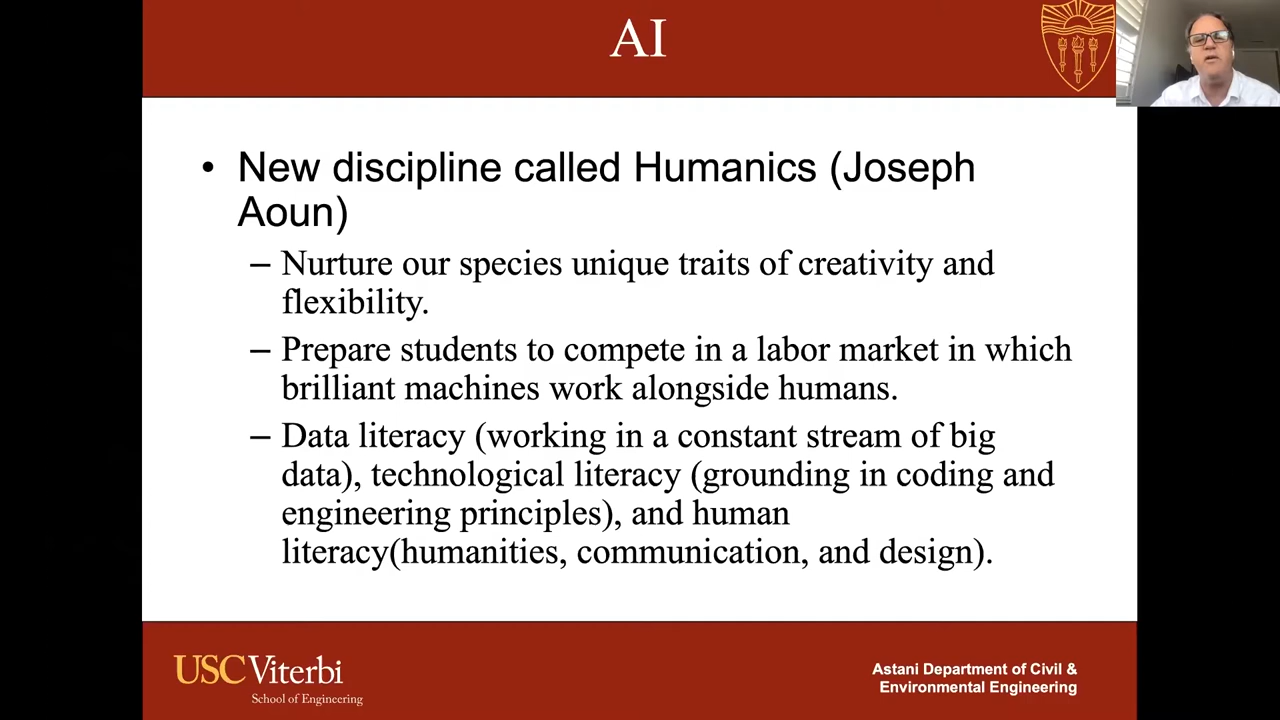 AI
• New discipline called Humanics (Joseph
Aoun)
– Nurture our species unique traits of creativity and
flexibility.
– Prepare students to compete in a labor market in which
brilliant machines work alongside humans.
– Data literacy (working in a constant stream of big
data), technological literacy (grounding in coding and
engineering principles), and human
literacy(humanities, communication, and design).
USC Viterbi
School of Engineering
Astani Department of Civil &
Environmental Engineering